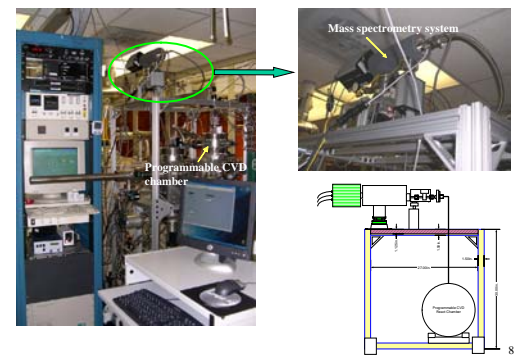 Mass spectrometry system
Programmable CVD
chamber
Programmable CVD
React Chamber
8